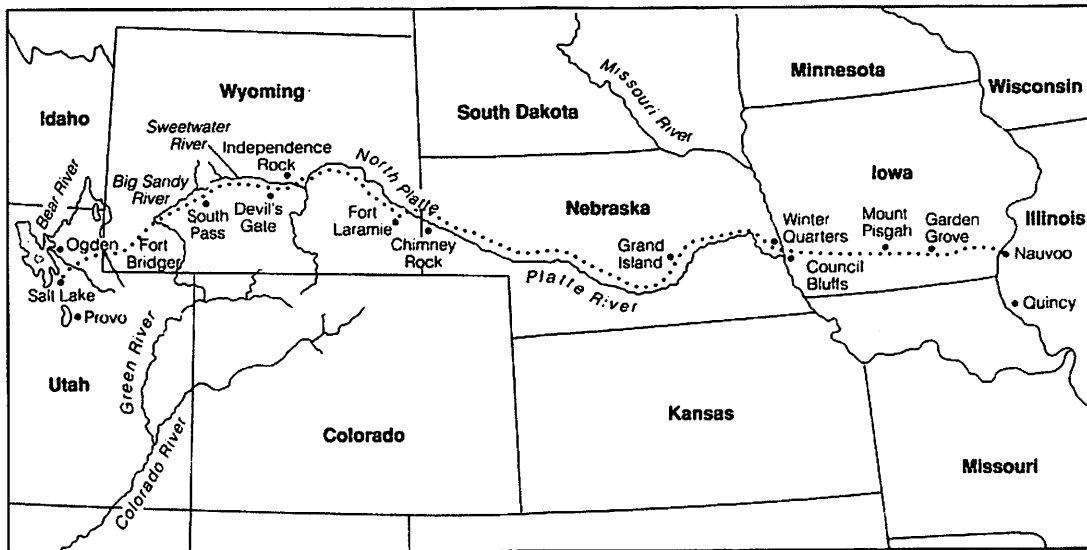 Minnesota
Wisconsin
Wyoming
South Dakota
Missouri River
Idaho
Sweetwater
River
Independence
Rock
North Platte
Iowa
Bear River
Big Sandy
River
Nebraska
Illinois
Ogden
Fort
Bridger
South
Pass
Devil's
Gate
Fort
Laramie
Chimney
Rock
Grand
Island
Winter
Quarters
Mount
Pisgah
Garden
Grove
Nauvoo
Council
Bluffs
Salt Lake
Platte River
Quincy
Provo
Green River
Utah
Kansas
Colorado
Colorado River
Missouri